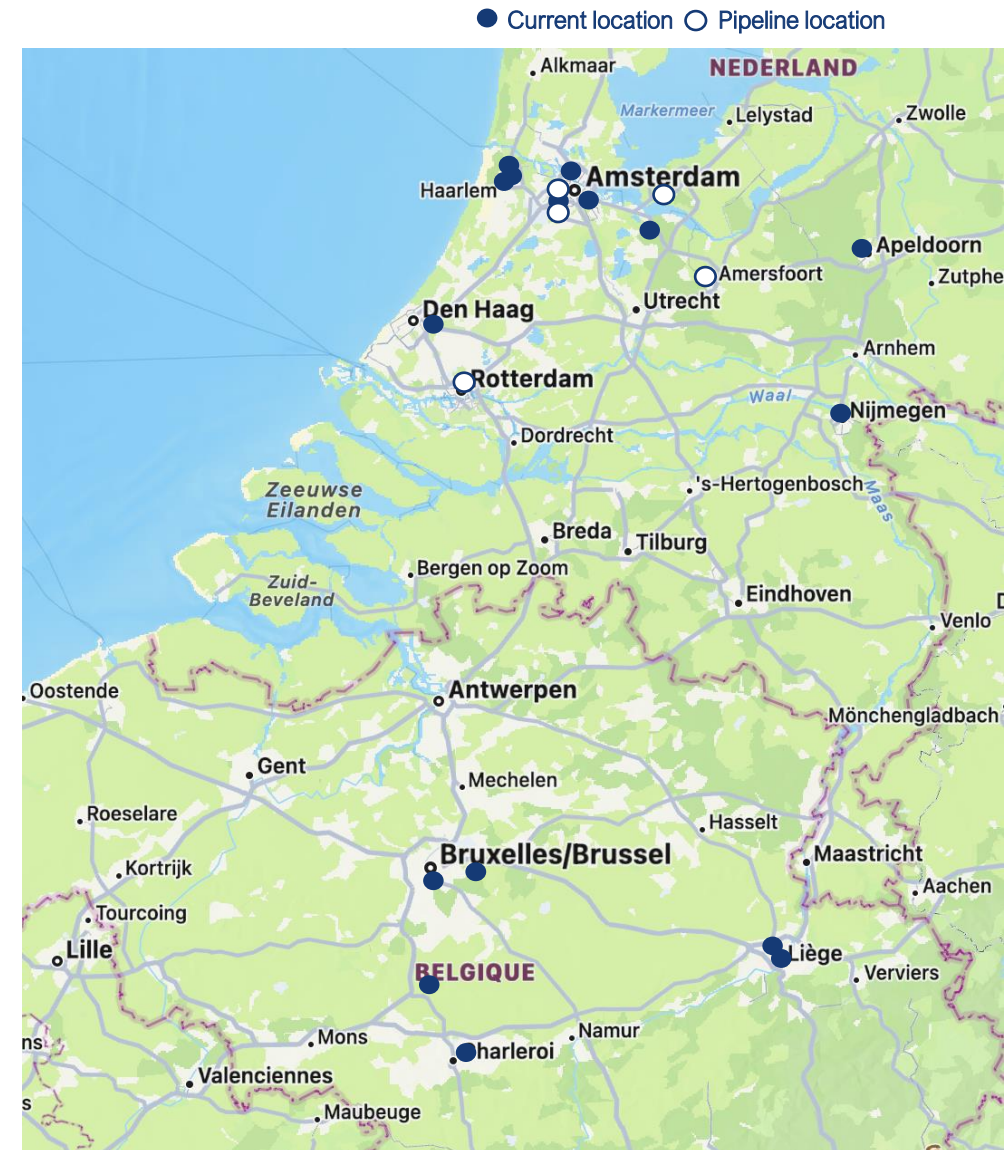 Current location
Pipeline location
Alkmaar
NEDERLAND
Markermeer
Lelystad
Zwolle
Haarlem
Amsterdam
Apeldoorn
Amersfoort
Zutphe
Utrecht
Den Haag
Arnhem
Rotterdam
Waal
Nijmegen
Dordrecht
's-Hertogenbosch
Maas
Zeeuwse
Eilanden
Breda
Tilburg
Bergen op Zoom
Zuid-
Beveland
Eindhoven
D
Venlo
Oostende
Antwerpen
Mönchengladbach
Gent
Mechelen
Roeselare
Hasselt
Bruxelles/Brussel
Maastricht
Kortrijk
Aachen
Tourcoing
Lille
Liège
BELGIQUE
Verviers
Namur
Mons
ns
harleroi
Valenciennes
s
Maubeuge